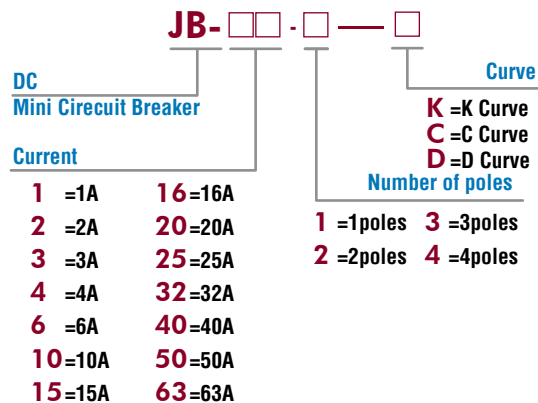 JB-□□-□—□
DC
Mini Cirecuit Breaker
Curve
K =K Curve
C =C Curve
D =D Curve
Current
1 =1A 16=16A
2 =2A 20=20A
3 =3A 25=25A
4 =4A 32=32A
6 =6A 40=40A
10=10A 50=50A
15=15A 63=63A
Number of poles
1 =1poles 3 =3poles
2 =2poles 4 =4poles